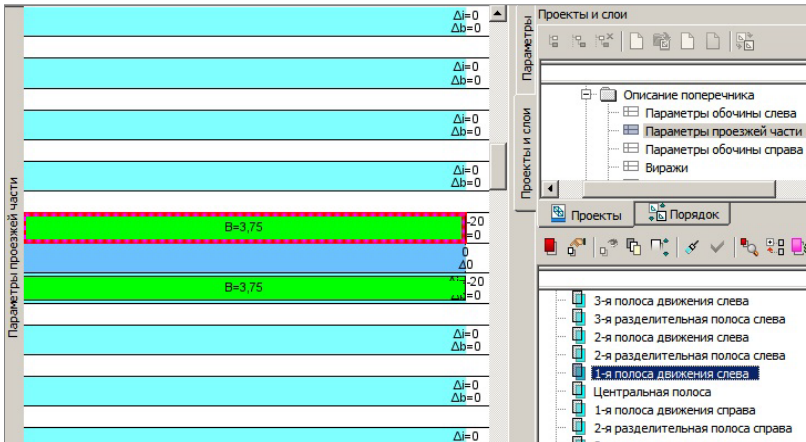 Параметры проезжей части
Δi=0
Δb=0
Δi=0
Δb=0
Δi=0
Δb=0
Δi=0
Δb=0
B=3,75
-20
=0
0
Δ0
B=3,75
-20
=0
Δi=0
Δb=0
Δi=0
Δb=0
Δi=0
Параметры
Проекты и слои
Проекты и слои
Описание поперечника
Параметры обочины слева
Параметры проезжей части
Параметры обочины справа
Виражи
Проекты
Порядок
3-я полоса движения слева
3-я разделительная полоса слева
2-я полоса движения слева
2-я разделительная полоса слева
1-я полоса движения слева
Центральная полоса
1-я полоса движения справа
2-я разделительная полоса справа